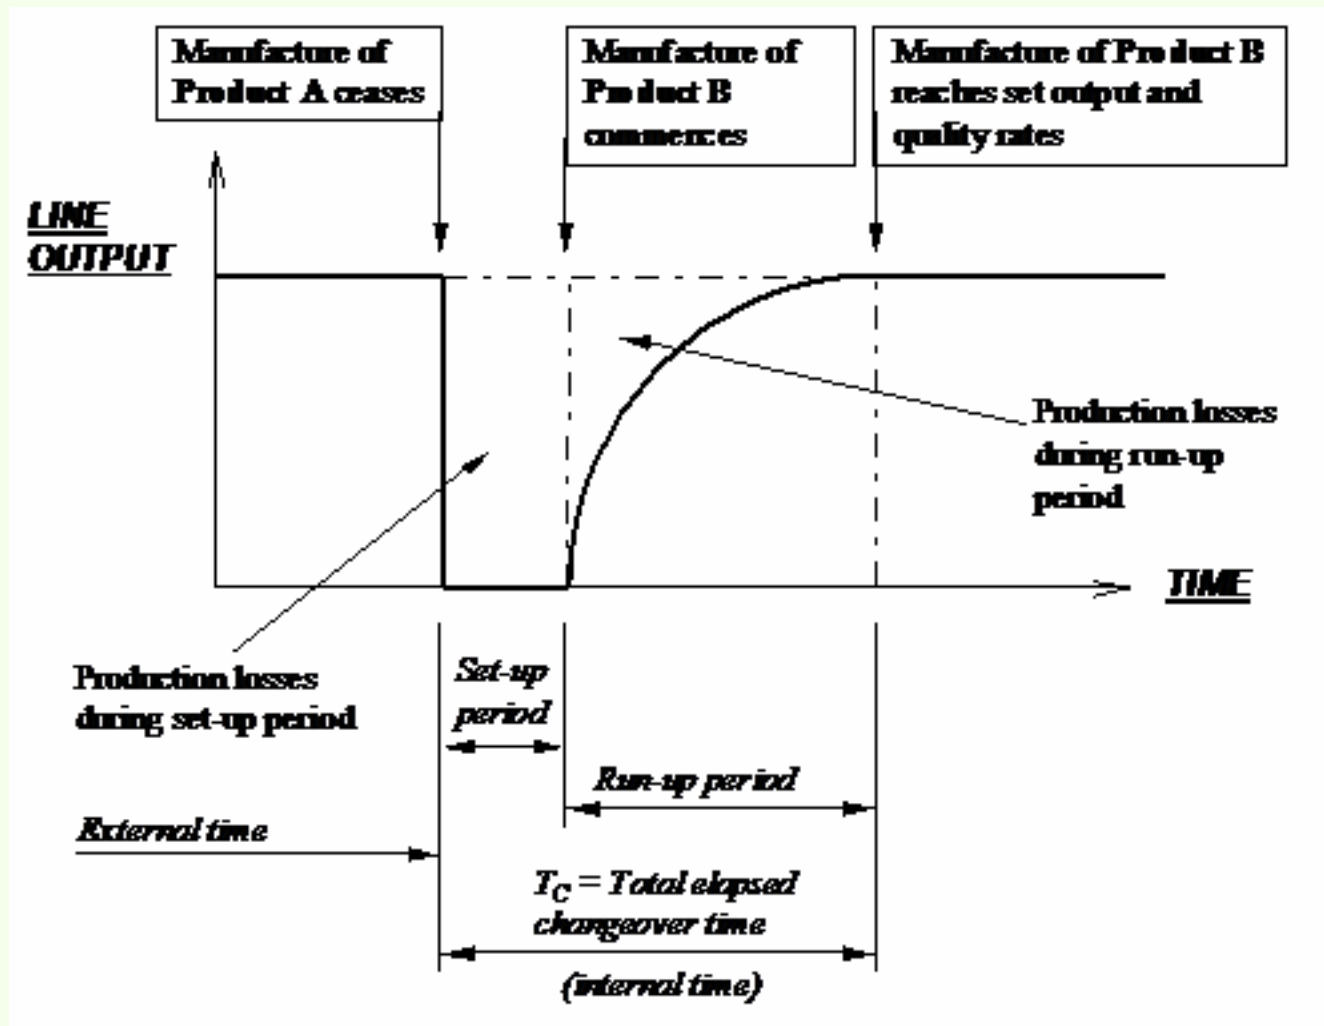 Manufacture of
Product A ceases
Manufacture of
Product B
commences
Manufacture of Product B
reaches set output and
quality rates
LINE
OUTPUT
Production losses
during run-up
period
TIME
Production losses
during set-up period
Set-up
period
Run-up period
External time
TC = Total elapsed
changeover time
(internal time)